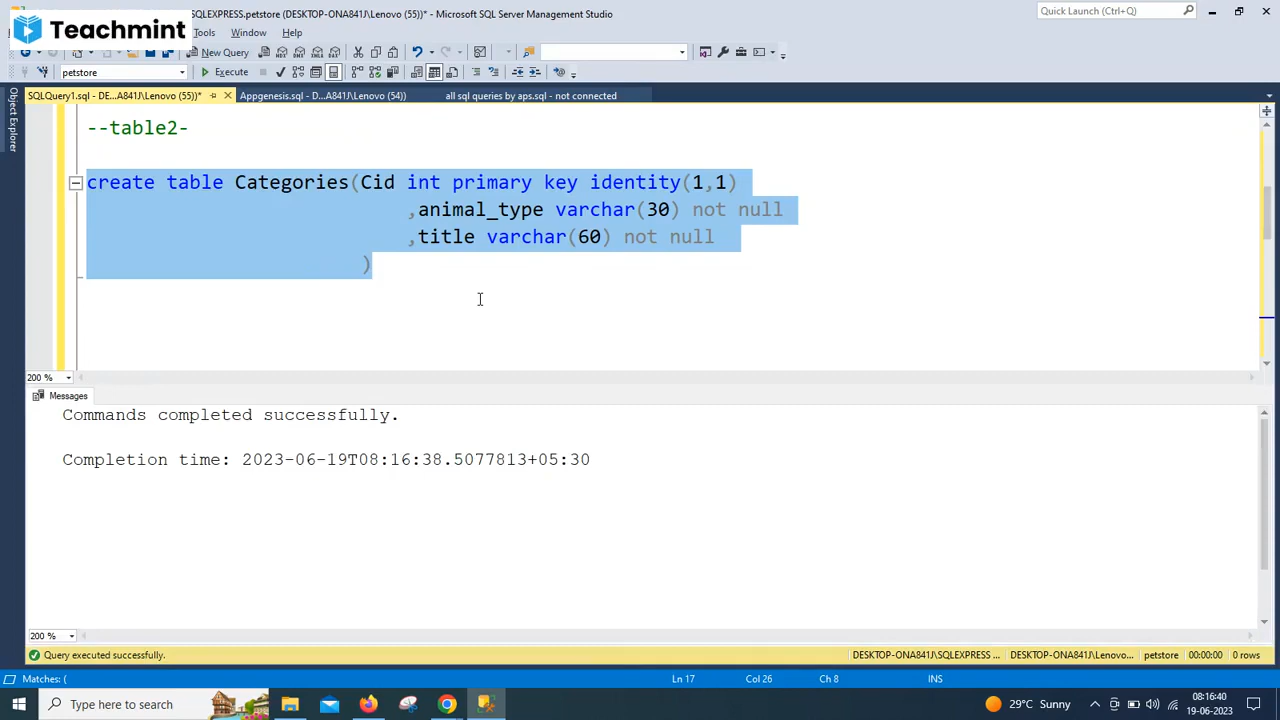 SQLEXPRESS.petstore (DESKTOP-ONA841J\Lenovo (55))* - Microsoft SQL Server Management Studio
Quick Launch (Ctrl+Q)
Teachmint
Tools Window Help
New Query
petstore
Execute
SQLQuery1.sql - DE...A841J\Lenovo (55))*
Appgenesis.sql - D...A841J\Lenovo (54))
all sql queries by aps.sql - not connected
Object Explorer
--table2-
create table Categories(Cid int primary key identity(1,1)
,animal_type varchar(30) not null
,title varchar(60) not null
)
200 %
Messages
Commands completed successfully.
Completion time: 2023-06-19T08:16:38.5077813+05:30
200 %
Query executed successfully.
DESKTOP-ONA841J\SQLEXPRESS ...
DESKTOP-ONA841J\Lenovo...
petstore
00:00:00
0 rows
Matches: (
Ln 17
Col 26
Ch 8
INS
Type here to search
29°C Sunny
08:16:40
19-06-2023